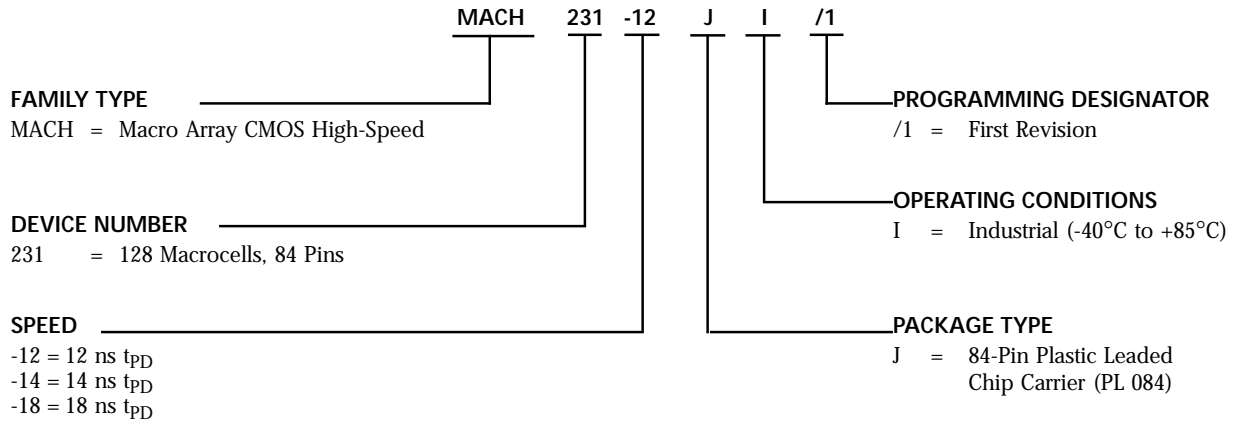 MACH 231 -12 J I /1
FAMILY TYPE
MACH = Macro Array CMOS High-Speed
DEVICE NUMBER
231 = 128 Macrocells, 84 Pins
SPEED
-12 = 12 ns tPD
-14 = 14 ns tPD
-18 = 18 ns tPD
PROGRAMMING DESIGNATOR
/1 = First Revision
OPERATING CONDITIONS
I = Industrial (-40°C to +85°C)
PACKAGE TYPE
J = 84-Pin Plastic Leaded
Chip Carrier (PL 084)